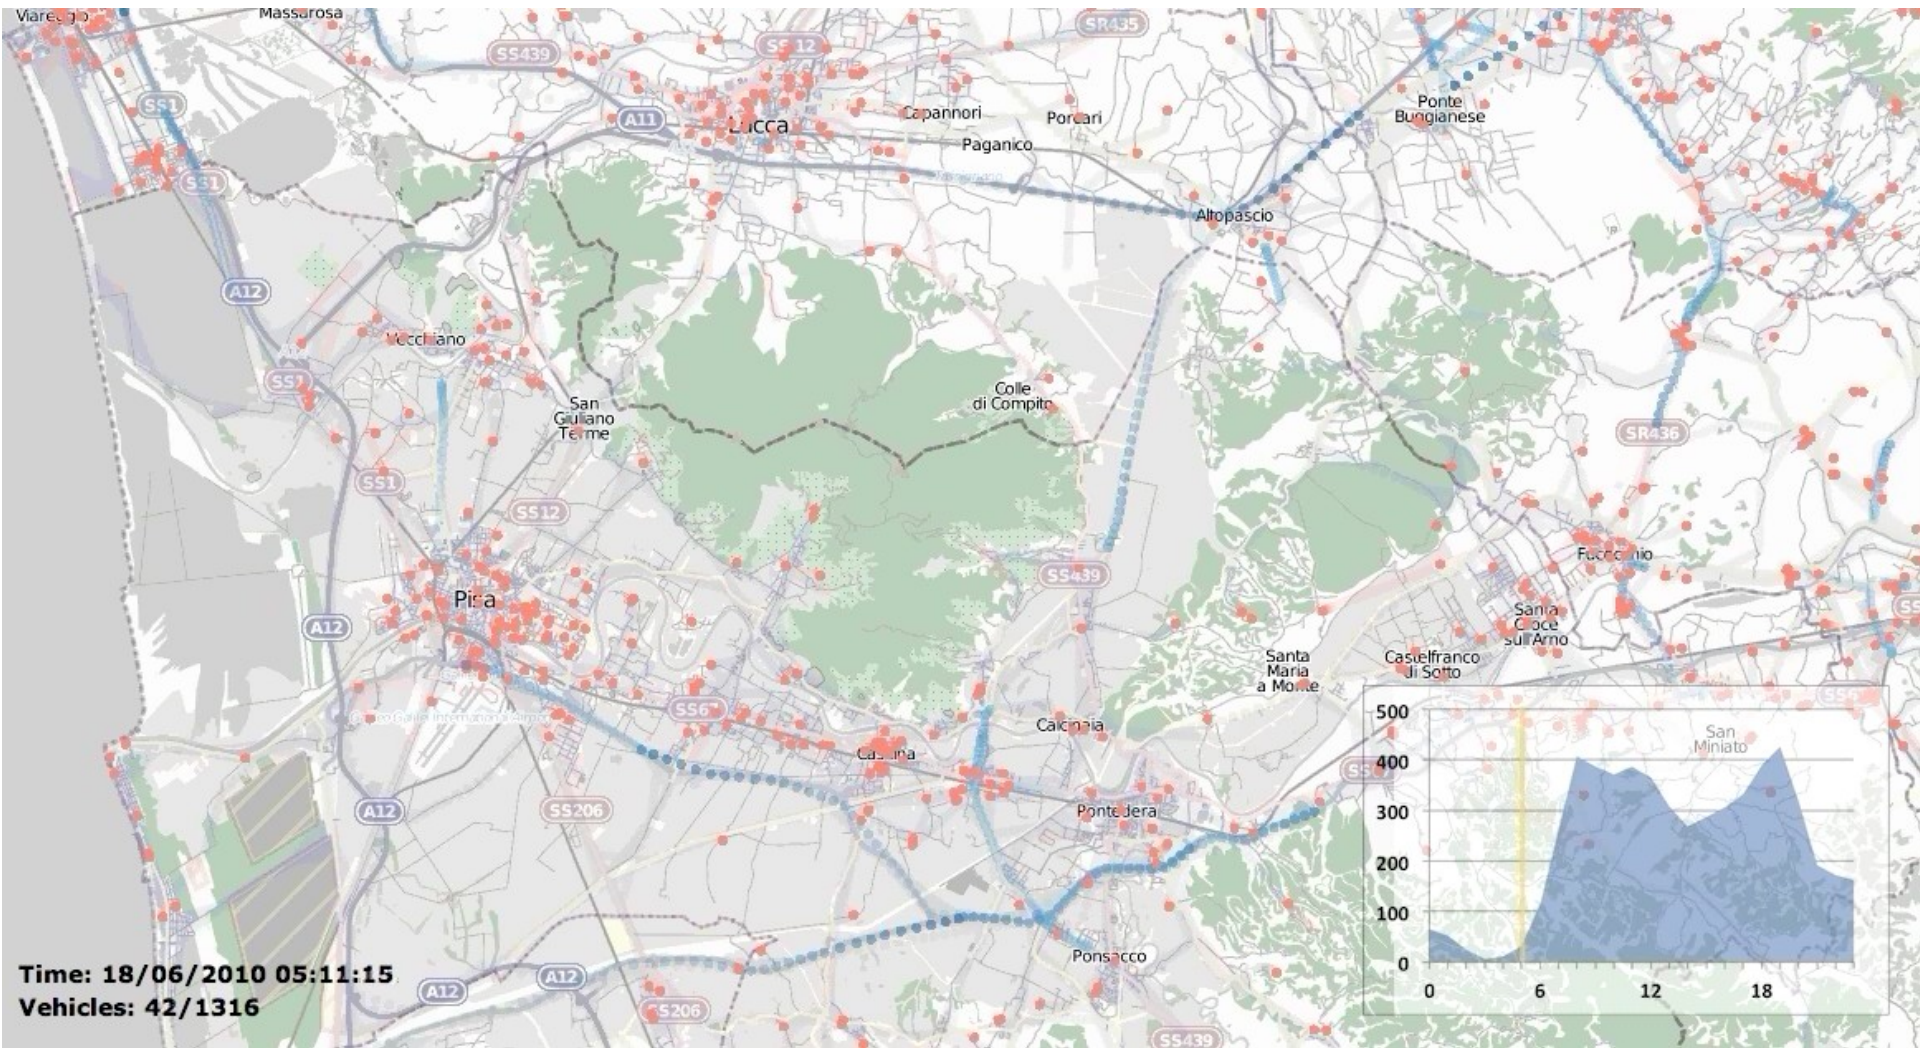 Viareggio
Massarosa
SS439
SS12
SR435
SS1
A11
Lucca
Capannori
Porcari
Paganico
Ponte
Buggianese
S31
Altopascio
A12
Vecchiano
SS1
San
Giuliano
Terme
Colle
di Compito
SR436
SS1
SS12
Fucecchio
SS439
Pisa
A12
Santa
Croce
sull'Arno
Santa
Maria
a Monte
Castelfranco
di Sotto
SS67
Calcinaia
Cascina
A12
SS206
Pontedera
Ponsacco
A12
A12
SS206
SS439
Time: 18/06/2010 05:11:15
Vehicles: 42/1316
500
400
300
200
100
0
0
6
12
18
San
Miniato